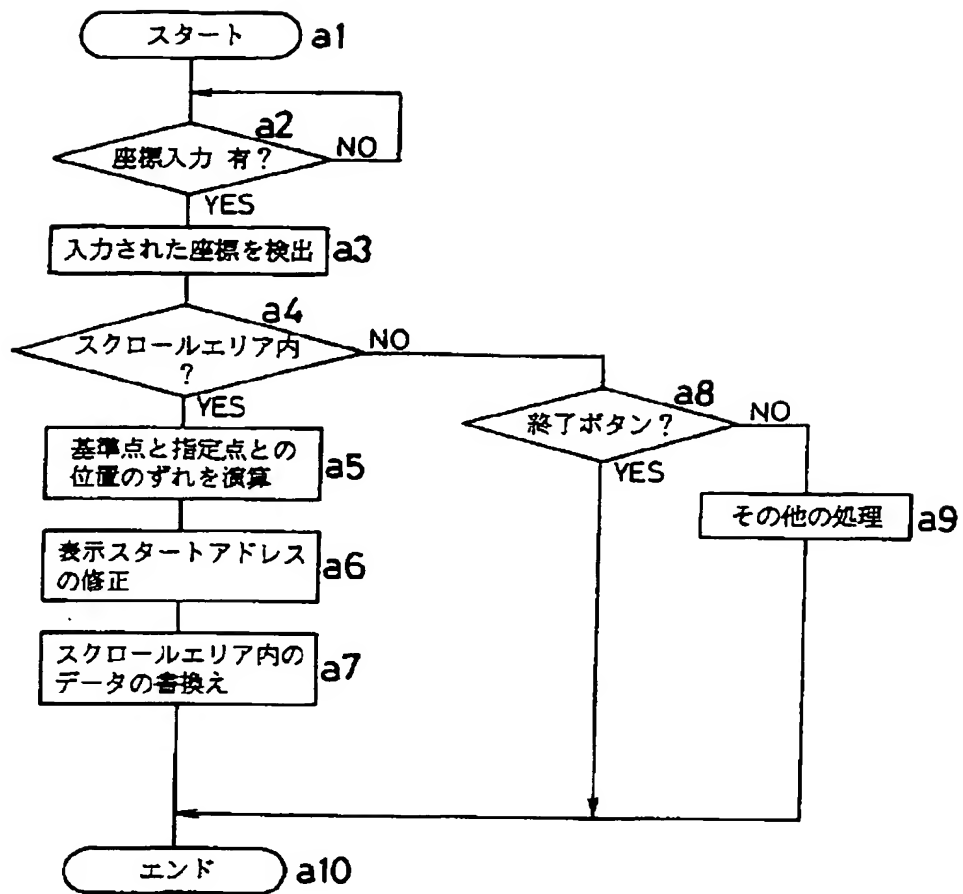 スタート a1
a2
座標入力 有? NO
YES
入力された座標を検出 a3
a4
スクロールエリア内
?
NO
YES
基準点と指定点との
位置のずれを演算
a5
表示スタートアドレス
の修正
a6
スクロールエリア内の
データの書換え
a7
a8
終了ボタン? NO
YES
その他の処理 a9
エンド a10